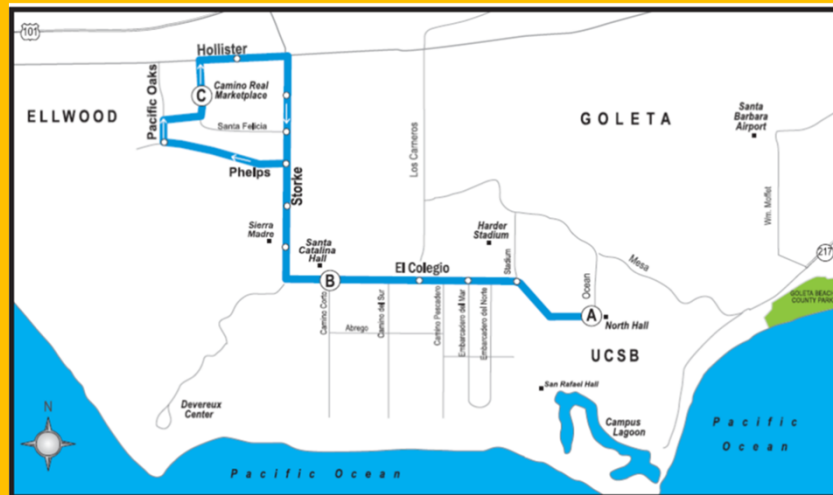 101
Hollister
Camino Real
Marketplace
C
ELLWOOD
Pacific Oaks
Santa Felicia
Phelps
Storke
Los Carneros
GOLETA
Santa
Barbara
Airport
Wm. Moffet
Sierra
Madre
Santa
Catalina
Hall
Harder
Stadium
El Colegio
Stadium
Ocean
Mesa
217
GOLETA BEACH
COUNTY PARK
B
A
North Hall
Camino Corto
Camino del Sur
Camino Pescadero
Embarcadero del Mar
Embarcadero del Norte
Abrego
UCSB
San Rafael Hall
Devereux
Center
Campus
Lagoon
N
Pacific
Ocean
Pacific Ocean